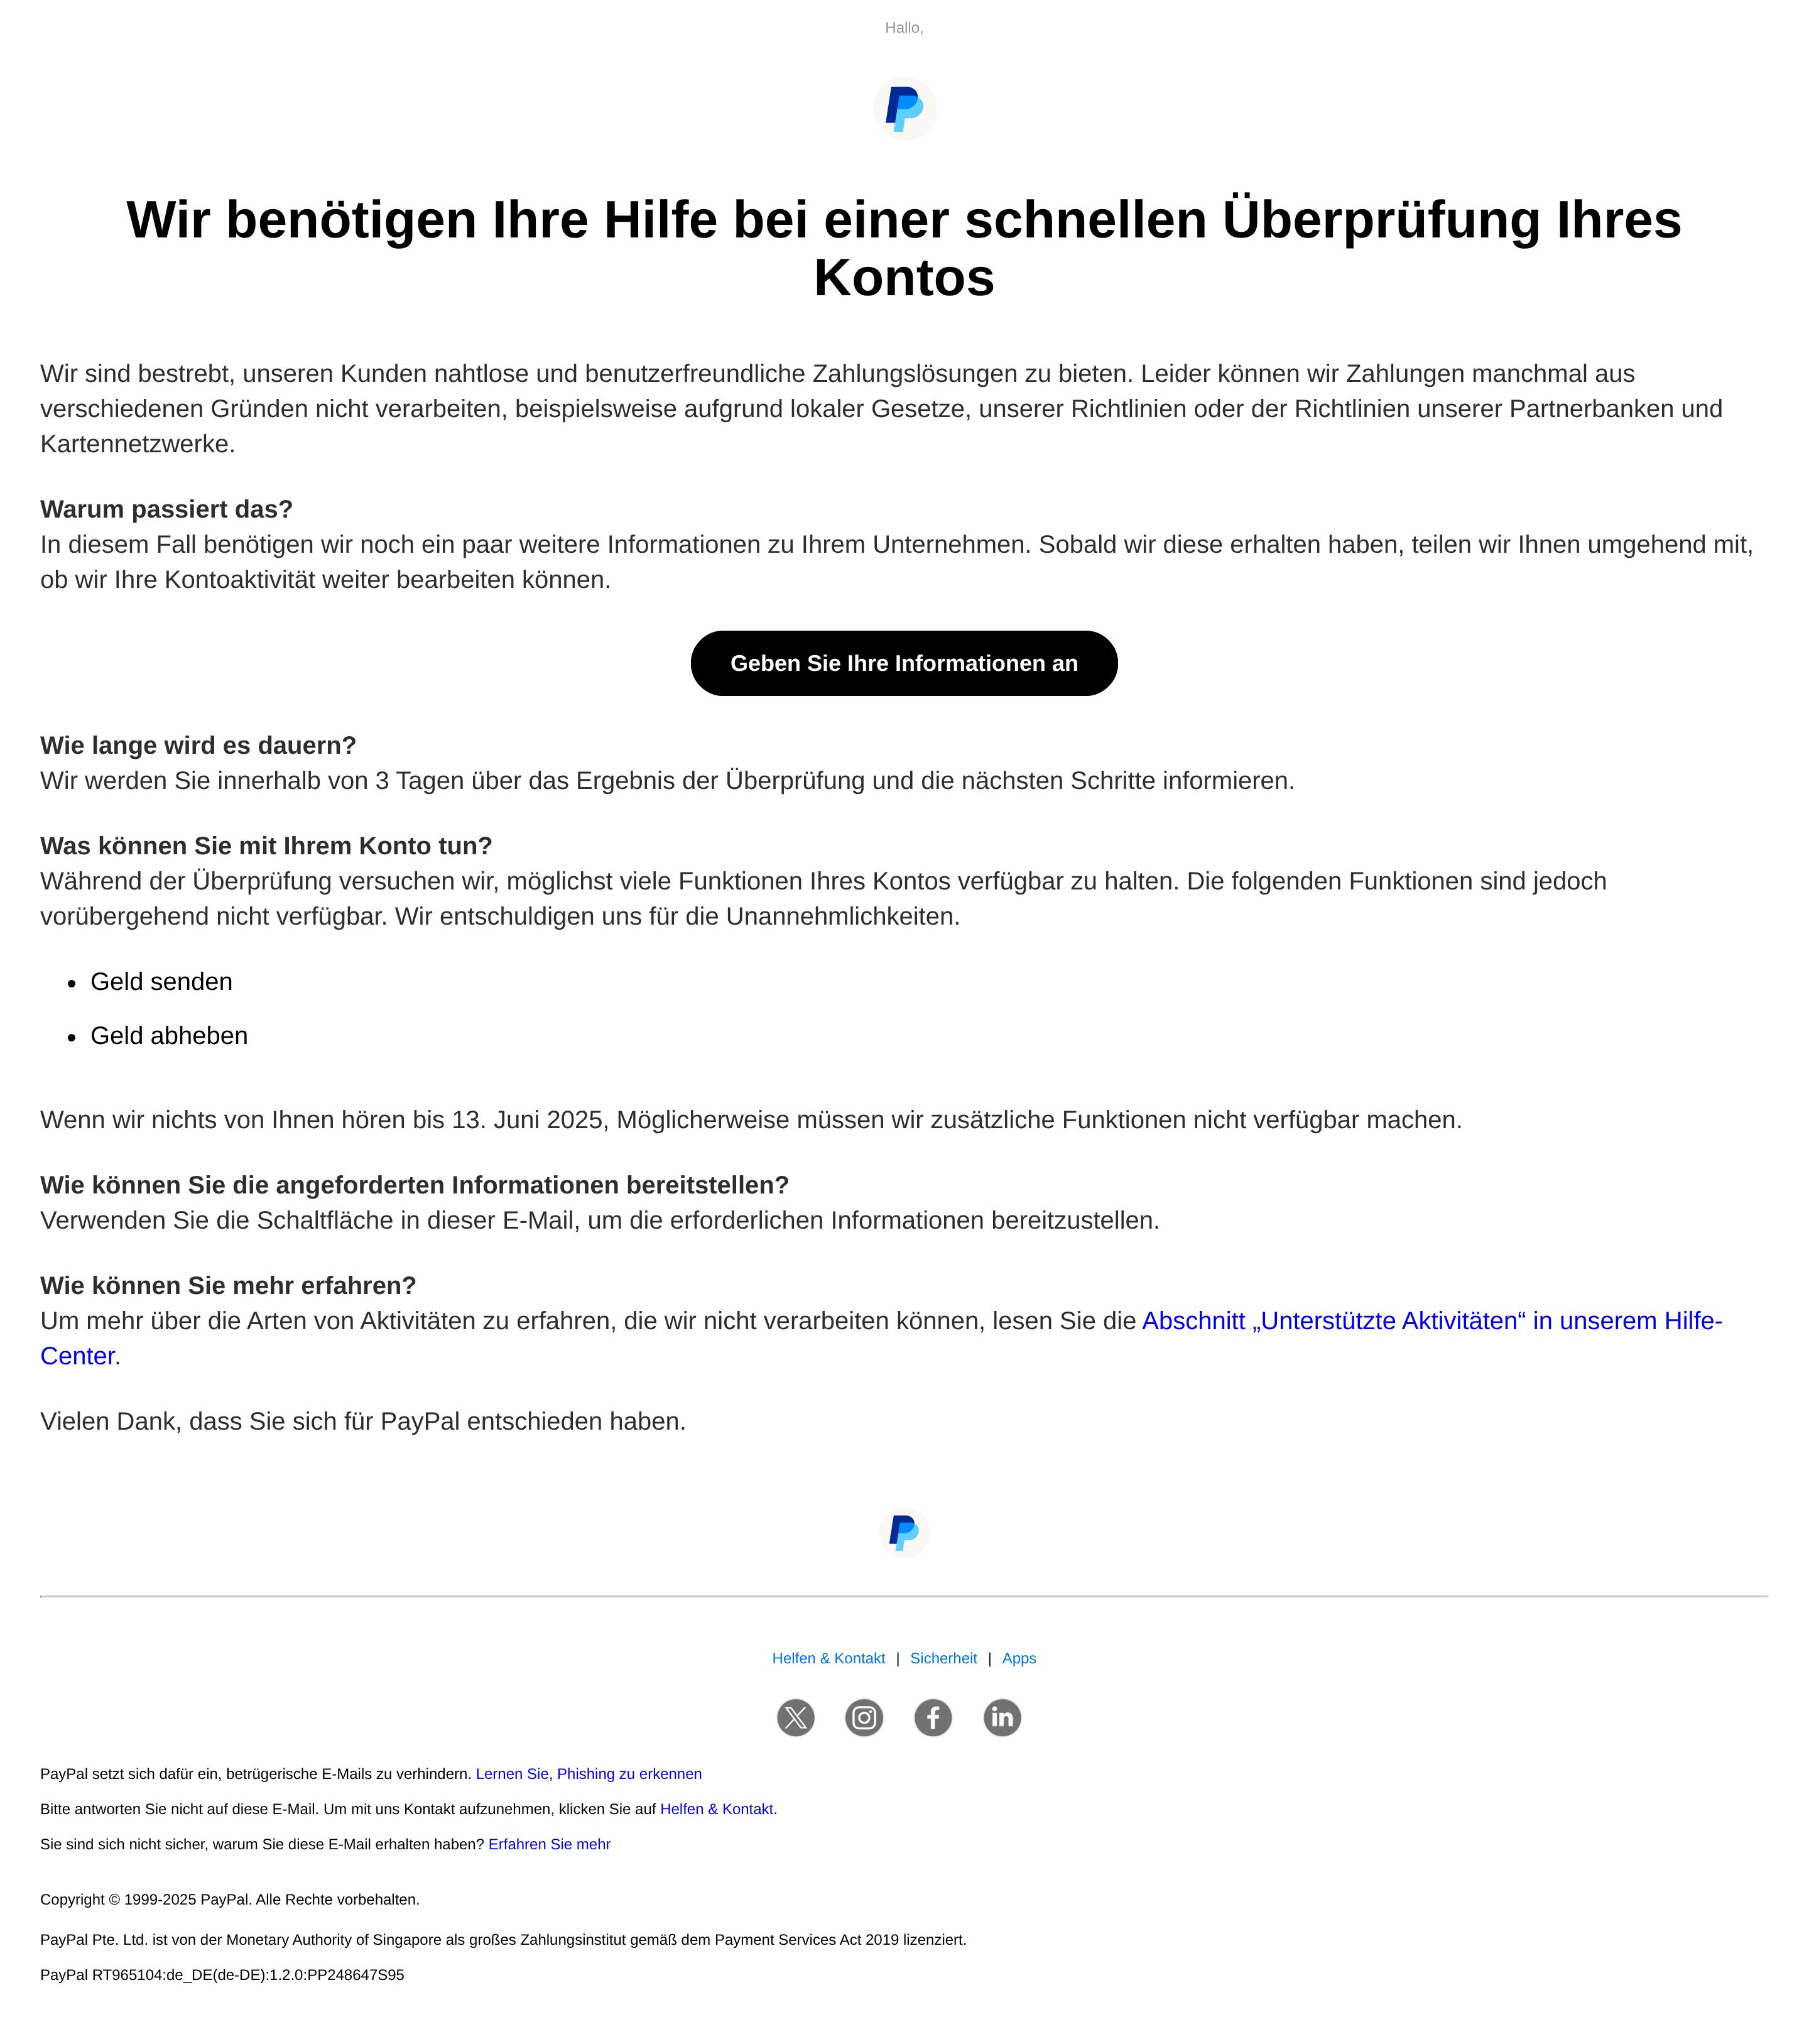 Hallo,
Wir benötigen Ihre Hilfe bei einer schnellen Überprüfung Ihres
Kontos
Wir sind bestrebt, unseren Kunden nahtlose und benutzerfreundliche Zahlungslösungen zu bieten. Leider können wir Zahlungen manchmal aus
verschiedenen Gründen nicht verarbeiten, beispielsweise aufgrund lokaler Gesetze, unserer Richtlinien oder der Richtlinien unserer Partnerbanken und
Kartennetzwerke.
Warum passiert das?
In diesem Fall benötigen wir noch ein paar weitere Informationen zu Ihrem Unternehmen. Sobald wir diese erhalten haben, teilen wir Ihnen umgehend mit,
ob wir Ihre Kontoaktivität weiter bearbeiten können.
Geben Sie Ihre Informationen an
Wie lange wird es dauern?
Wir werden Sie innerhalb von 3 Tagen über das Ergebnis der Überprüfung und die nächsten Schritte informieren.
Was können Sie mit Ihrem Konto tun?
Während der Überprüfung versuchen wir, möglichst viele Funktionen Ihres Kontos verfügbar zu halten. Die folgenden Funktionen sind jedoch
vorübergehend nicht verfügbar. Wir entschuldigen uns für die Unannehmlichkeiten.
• Geld senden
• Geld abheben
Wenn wir nichts von Ihnen hören bis 13. Juni 2025, Möglicherweise müssen wir zusätzliche Funktionen nicht verfügbar machen.
Wie können Sie die angeforderten Informationen bereitstellen?
Verwenden Sie die Schaltfläche in dieser E-Mail, um die erforderlichen Informationen bereitzustellen.
Wie können Sie mehr erfahren?
Um mehr über die Arten von Aktivitäten zu erfahren, die wir nicht verarbeiten können, lesen Sie die Abschnitt „Unterstützte Aktivitäten“ in unserem Hilfe-
Center.
Vielen Dank, dass Sie sich für PayPal entschieden haben.
Helfen & Kontakt | Sicherheit | Apps
PayPal setzt sich dafür ein, betrügerische E-Mails zu verhindern. Lernen Sie, Phishing zu erkennen
Bitte antworten Sie nicht auf diese E-Mail. Um mit uns Kontakt aufzunehmen, klicken Sie auf Helfen & Kontakt.
Sie sind sich nicht sicher, warum Sie diese E-Mail erhalten haben? Erfahren Sie mehr
Copyright © 1999-2025 PayPal. Alle Rechte vorbehalten.
PayPal Pte. Ltd. ist von der Monetary Authority of Singapore als großes Zahlungsinstitut gemäß dem Payment Services Act 2019 lizenziert.
PayPal RT965104:de_DE(de-DE):1.2.0:PP248647S95